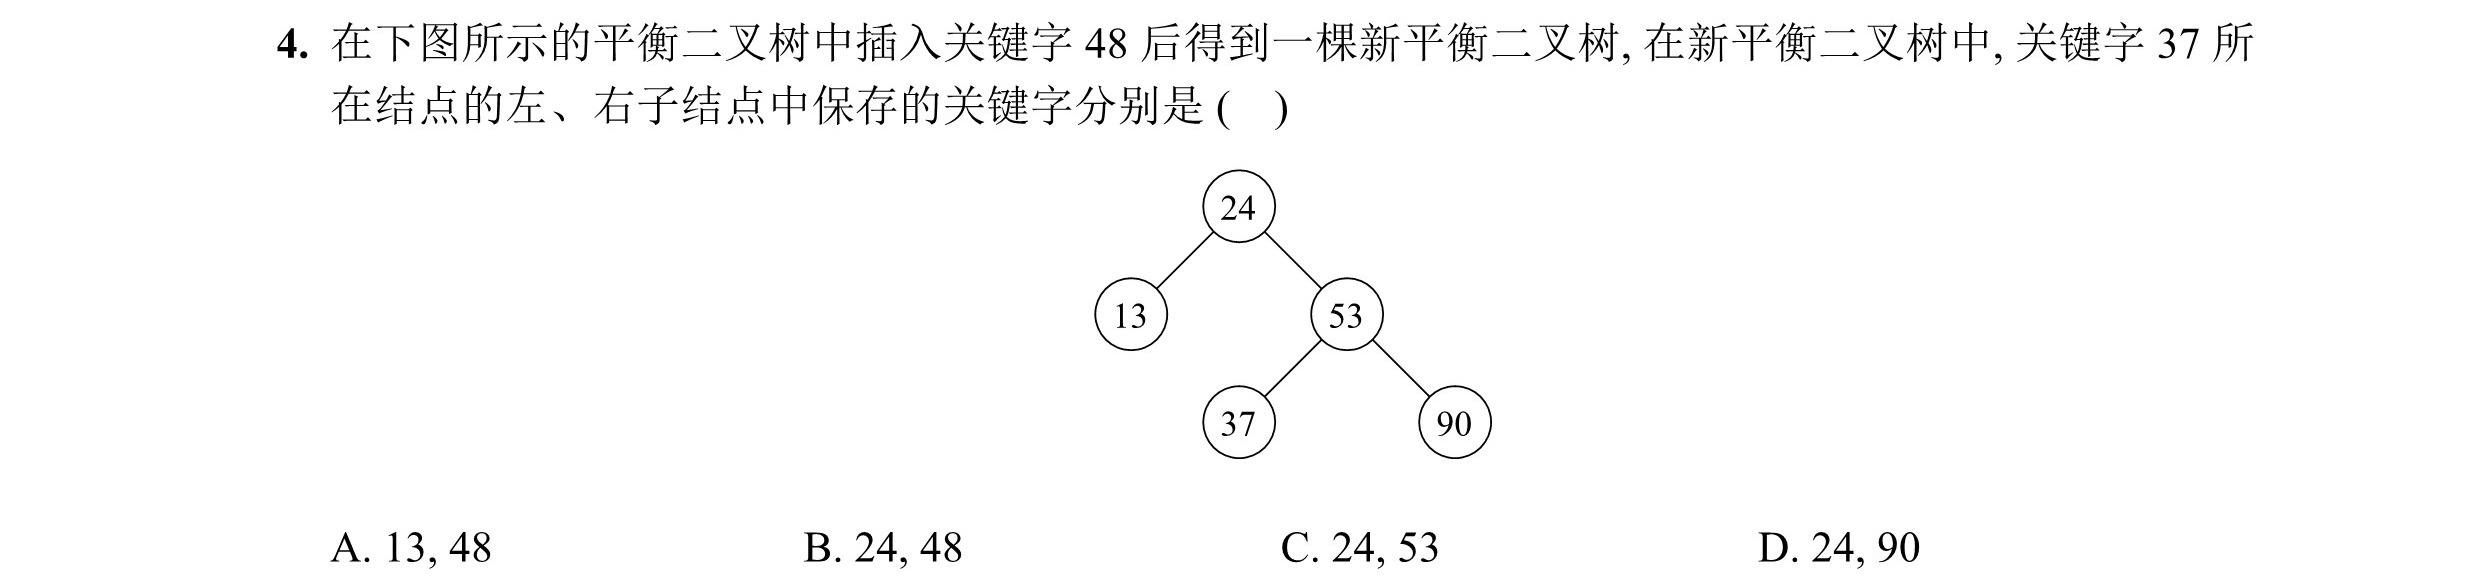 4. 在下图所示的平衡二叉树中插入关键字 48 后得到一棵新平衡二叉树, 在新平衡二叉树中, 关键字 37 所
在结点的左、右子结点中保存的关键字分别是 (   )
24
13
53
37
90
A. 13, 48
B. 24, 48
C. 24, 53
D. 24, 90